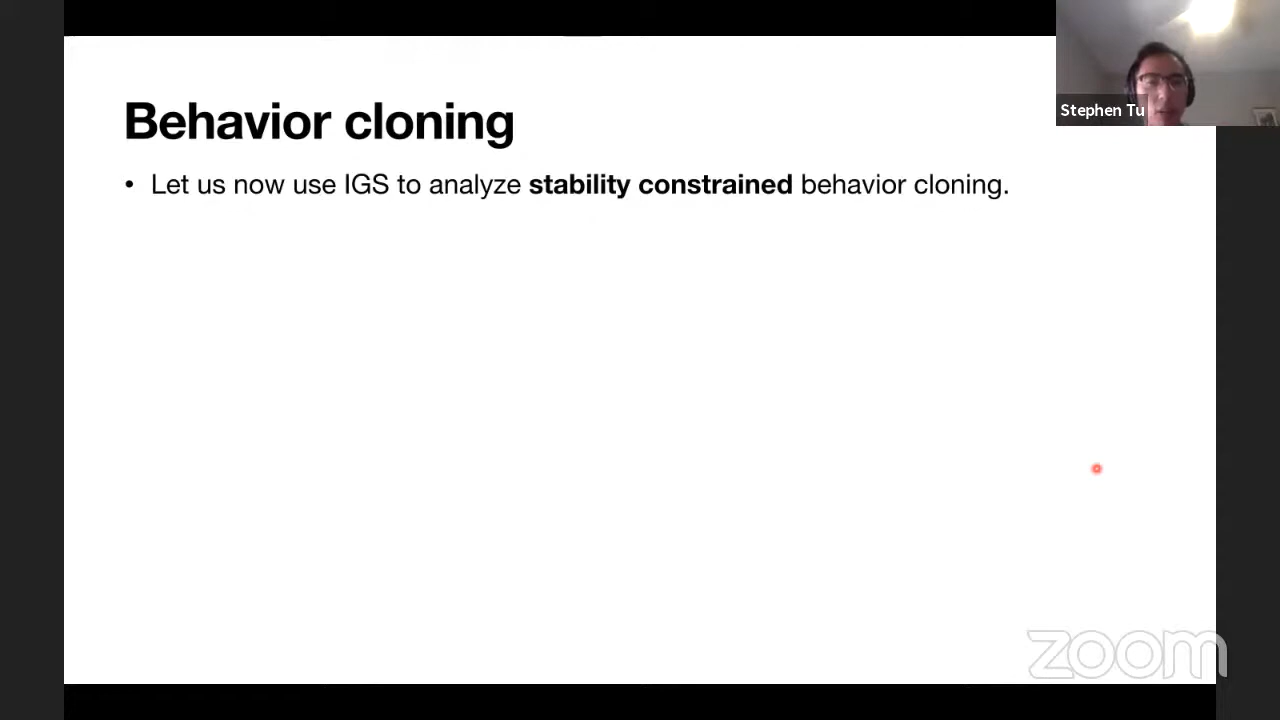 Stephen Tu
Behavior cloning
• Let us now use IGS to analyze stability constrained behavior cloning.
zoom